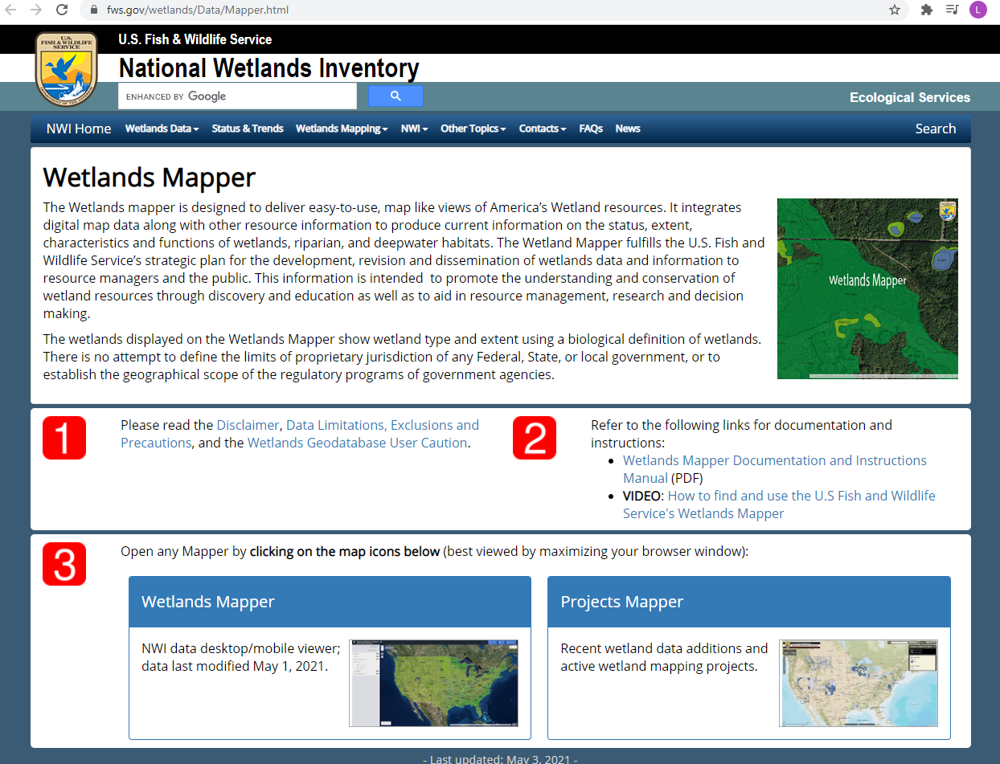 fws.gov/wetlands/Data/Mapper.html
L
U.S.
FISH & WILDLIFE
SERVICE
DEPARTMENT OF THE INTERIOR
U.S. Fish & Wildlife Service
National Wetlands Inventory
ENHANCED BY Google
Ecological Services
NWI Home Wetlands Data Status & Trends Wetlands Mapping NWI Other Topics Contacts FAQs News Search
Wetlands Mapper
The Wetlands mapper is designed to deliver easy-to-use, map like views of America's Wetland resources. It integrates
digital map data along with other resource information to produce current information on the status, extent,
characteristics and functions of wetlands, riparian, and deepwater habitats. The Wetland Mapper fulfills the U.S. Fish and
Wildlife Service's strategic plan for the development, revision and dissemination of wetlands data and information to
resource managers and the public. This information is intended  to promote the understanding and conservation of
wetland resources through discovery and education as well as to aid in resource management, research and decision
making.
Wetlands Mapper
The wetlands displayed on the Wetlands Mapper show wetland type and extent using a biological definition of wetlands.
There is no attempt to define the limits of proprietary jurisdiction of any Federal, State, or local government, or to
establish the geographical scope of the regulatory programs of government agencies.
1
Please read the Disclaimer, Data Limitations, Exclusions and
Precautions, and the Wetlands Geodatabase User Caution.
2
Refer to the following links for documentation and
instructions:
• Wetlands Mapper Documentation and Instructions
Manual (PDF)
• VIDEO: How to find and use the U.S Fish and Wildlife
Service's Wetlands Mapper
3
Open any Mapper by clicking on the map icons below (best viewed by maximizing your browser window):
Wetlands Mapper
NWI data desktop/mobile viewer;
data last modified May 1, 2021.
Projects Mapper
Recent wetland data additions and
active wetland mapping projects.
- Last updated: May 3, 2021 -